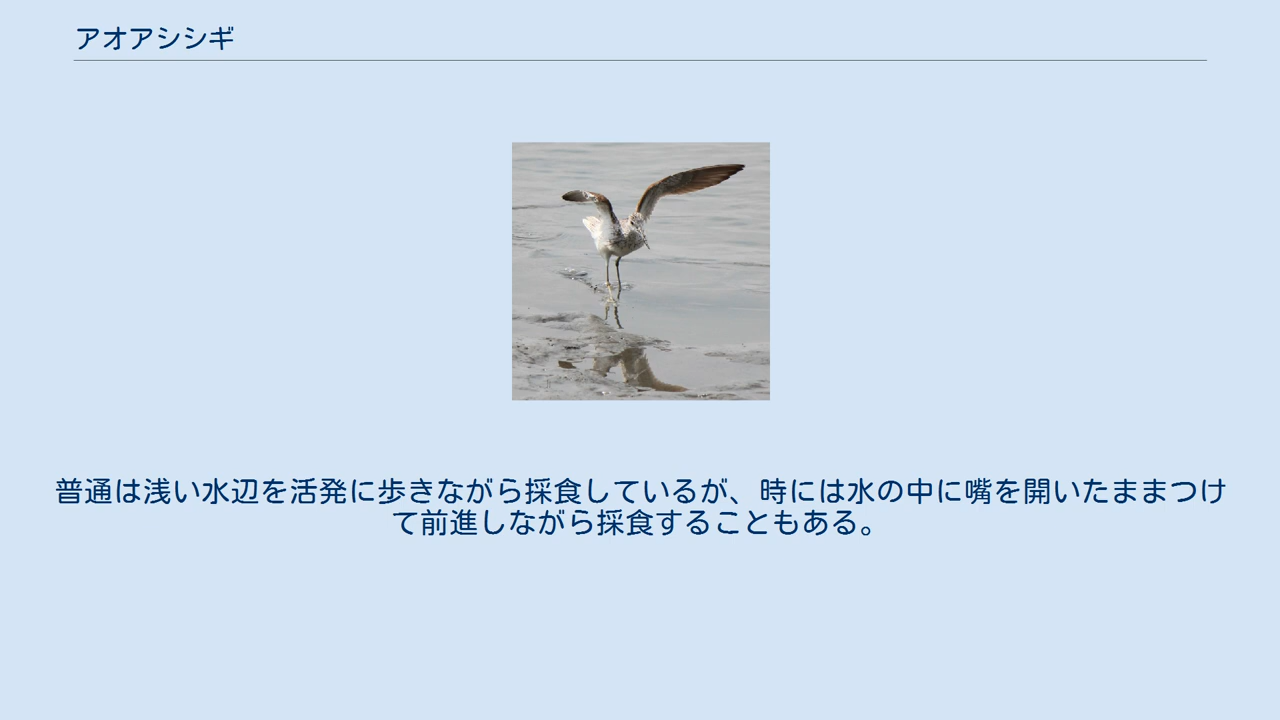 アオアシシギ
普通は浅い水辺を活発に歩きながら採食しているが、時には水の中に嘴を開いたままつけ
て前進しながら採食することもある。